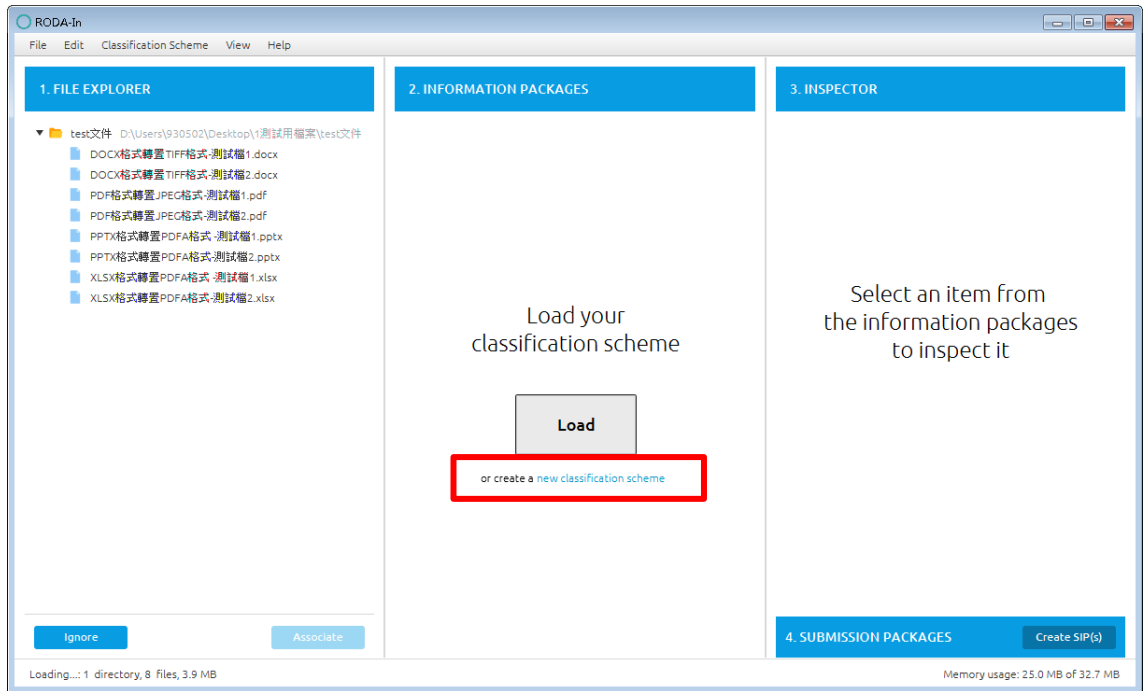 RODA-In
File Edit Classification Scheme View Help
1. FILE EXPLORER
test文件 D:\Users\930502\Desktop\1測試用檔案\test文件
DOCX格式轉置TIFF格式-測試檔1.docx
DOCX格式轉置TIFF格式-測試檔2.docx
PDF格式轉置JPEG格式-測試檔1.pdf
PDF格式轉置JPEG格式-測試檔2.pdf
PPTX格式轉置PDFA格式-測試檔1.pptx
PPTX格式轉置PDFA格式-測試檔2.pptx
XLSX格式轉置PDFA格式-測試檔1.xlsx
XLSX格式轉置PDFA格式-測試檔2.xlsx
Ignore
Associate
2. INFORMATION PACKAGES
Load your
classification scheme
Load
or create a new classification scheme
3. INSPECTOR
Select an item from
the information packages
to inspect it
4. SUBMISSION PACKAGES
Create SIP(s)
Loading...: 1 directory, 8 files, 3.9 MB
Memory usage: 25.0 MB of 32.7 MB